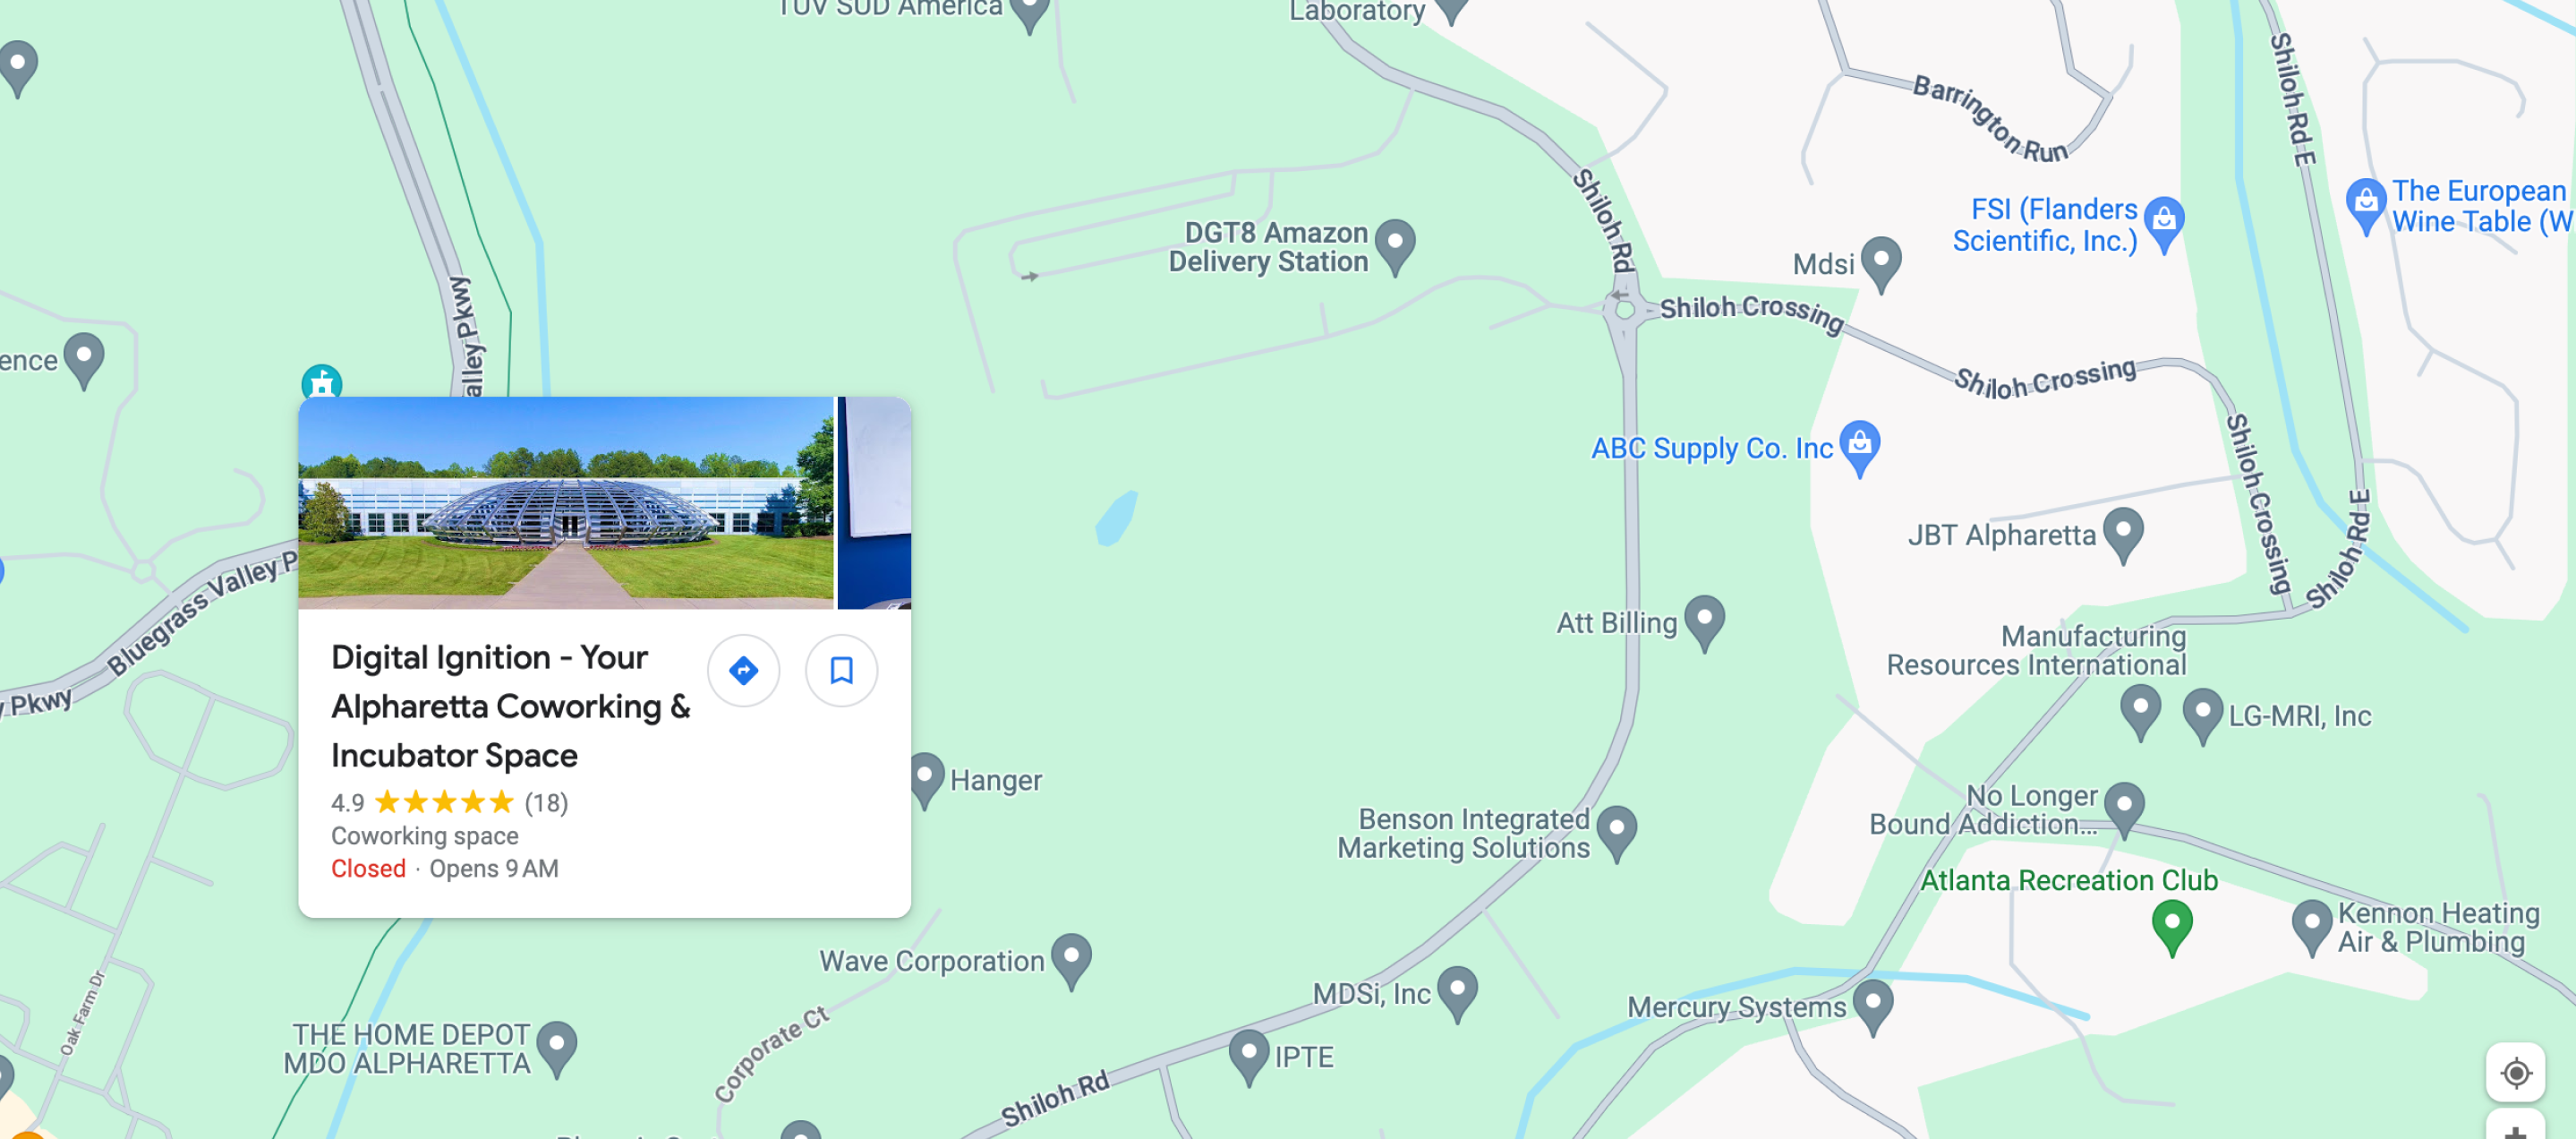 TUV SUD America
Laboratory
Shiloh Rd E
Barrington Run
The European
Wine Table (W
FSI (Flanders
Scientific, Inc.)
Shiloh Rd
DGT8 Amazon
Delivery Station
Mdsi
alley Pkwy
Shiloh Crossing
ence
Shiloh Crossing
ABC Supply Co. Inc
Shiloh Crossing
JBT Alpharetta
Shiloh Rd E
Bluegrass Valley P
Pkwy
Att Billing
Manufacturing
Resources International
LG-MRI, Inc
Digital Ignition - Your
Alpharetta Coworking &
Incubator Space
4.9 (18)
Coworking space
Closed · Opens 9 AM
Hanger
Benson Integrated
Marketing Solutions
No Longer
Bound Addiction...
Atlanta Recreation Club
Kennon Heating
Air & Plumbing
Wave Corporation
MDSi, Inc
Mercury Systems
Oak Farm Dr
THE HOME DEPOT
MDO ALPHARETTA
Corporate Ct
IPTE
Shiloh Rd